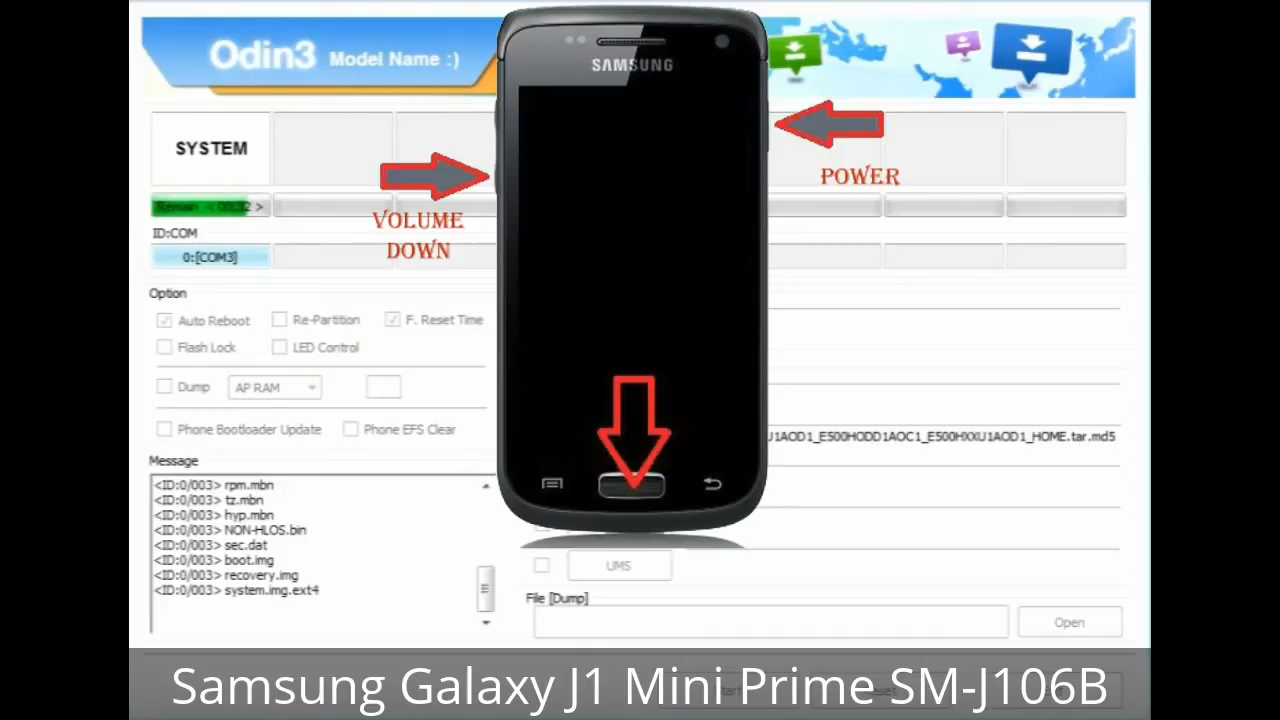 Odin3 Model Name :)
SAMSUNG
SYSTEM
POWER
VOLUME
DOWN
ID:COM
0:[COM3]
Option
Auto Reboot Re-Partition F. Reset Time
Flash Lock LED Control
Dump AP RAM
Phone Bootloader Update Phone EFS Clear
U1AOD1_E500HODD1AOC1_E500HXXU1AOD1_HOME.tar.md5
Message
<ID:0/003> rpm.mbn
<ID:0/003> tz.mbn
<ID:0/003> hyp.mbn
<ID:0/003> NON-HLOS.bin
<ID:0/003> sec.dat
<ID:0/003> boot.img
<ID:0/003> recovery.img
<ID:0/003> system.img.ext4
UMS
File [Dump]
Open
Samsung Galaxy J1 Mini Prime SM-J106B